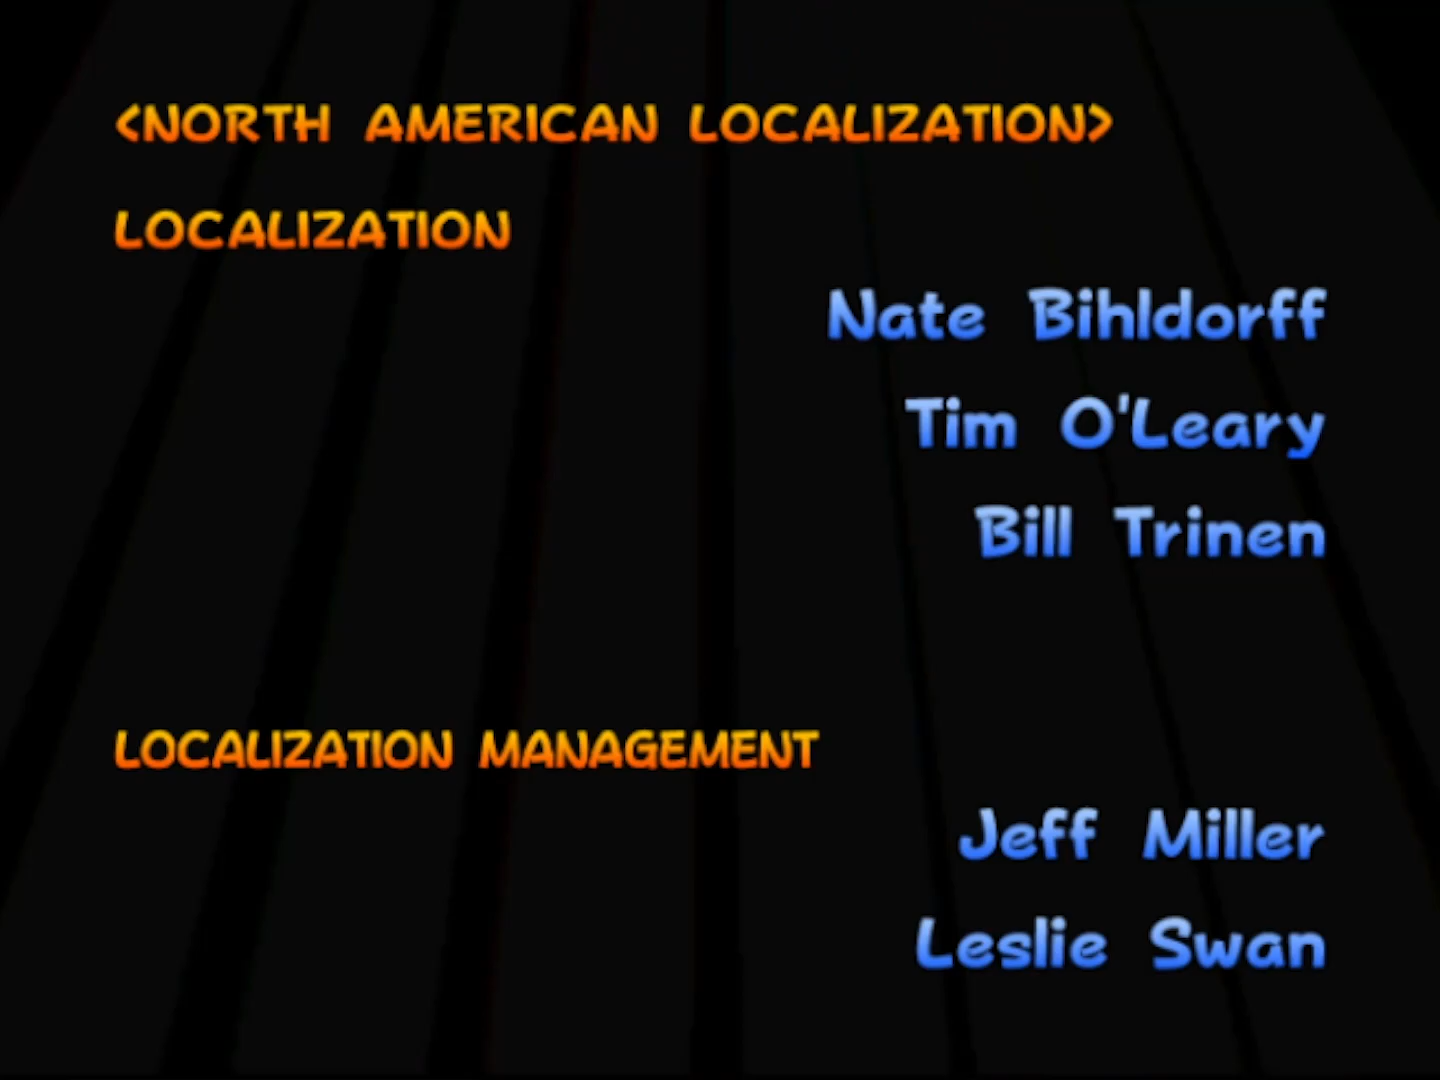 <NORTH AMERICAN LOCALIZATION>
LOCALIZATION
Nate Bihldorff
Tim O'Leary
Bill Trinen
LOCALIZATION MANAGEMENT
Jeff Miller
Leslie Swan